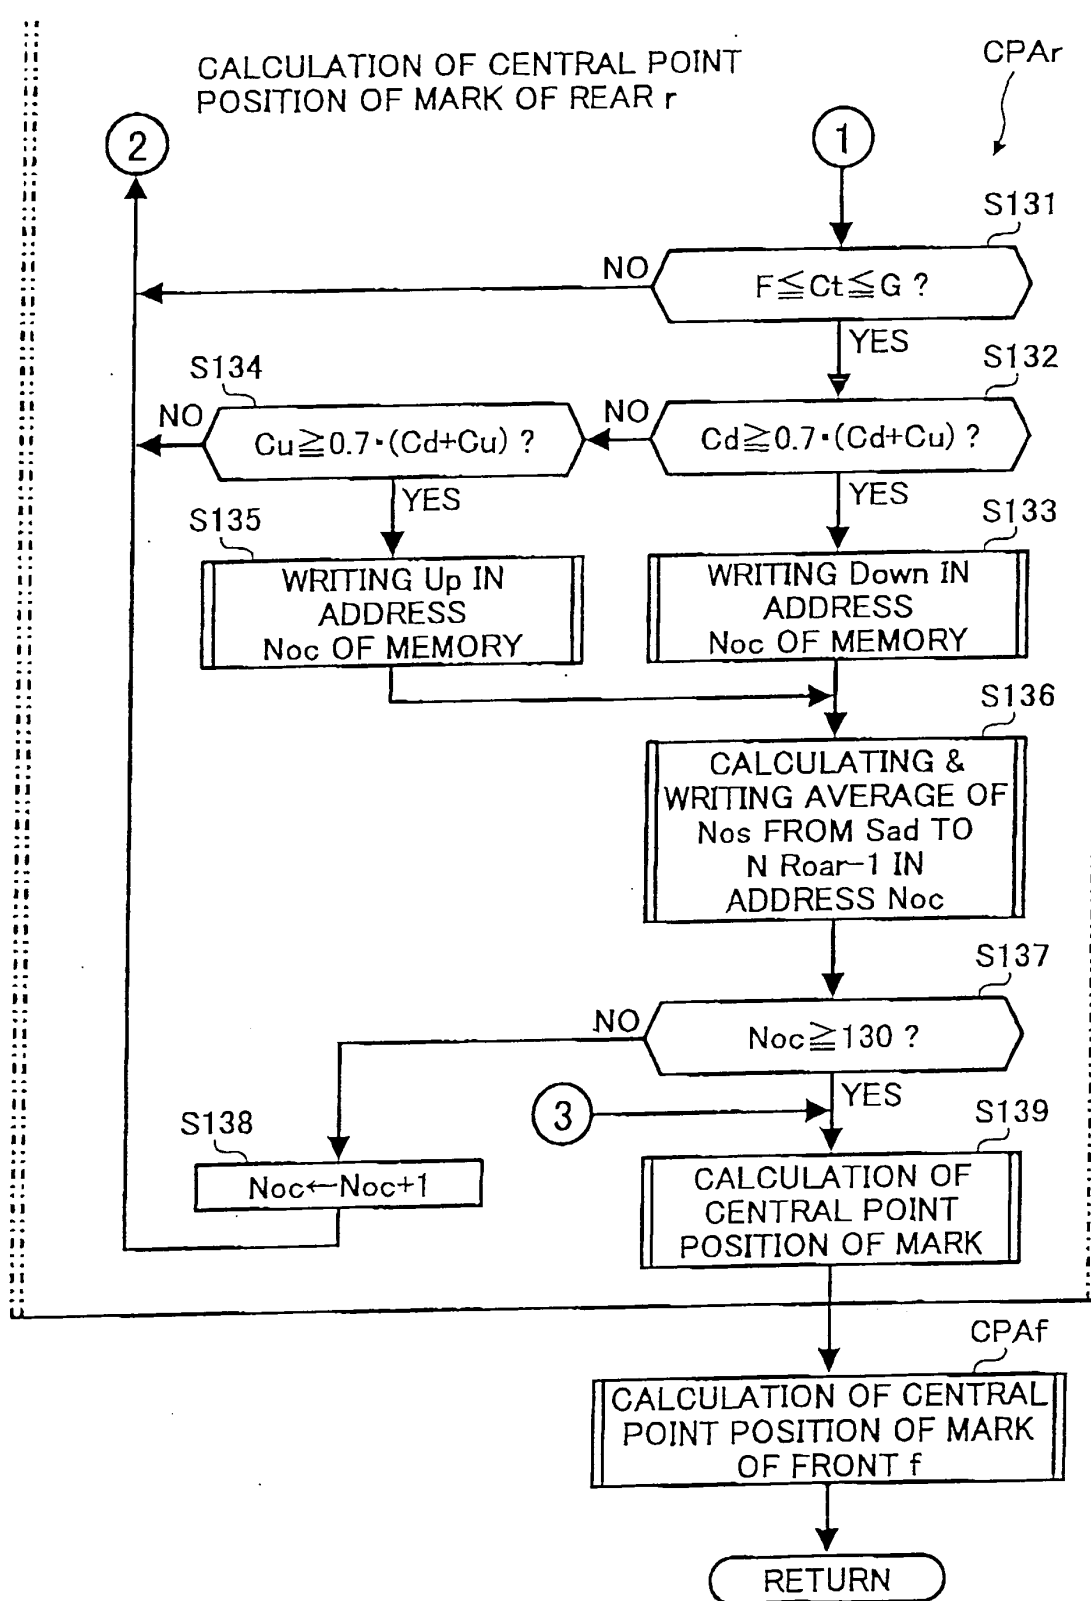 CALCULATION OF CENTRAL POINT
POSITION OF MARK OF REAR r
CPAr
2
1
S131
F≦Ct≦G ?
NO
YES
S132
Cd≧0.7·(Cd+Cu) ?
NO
YES
S134
Cu≧0.7·(Cd+Cu) ?
NO
YES
S135
WRITING Up IN
ADDRESS
Noc OF MEMORY
S133
WRITING Down IN
ADDRESS
Noc OF MEMORY
S136
CALCULATING &
WRITING AVERAGE OF
Nos FROM Sad TO
N Roar-1 IN
ADDRESS Noc
S137
Noc≧130 ?
NO
YES
3
S138
Noc←Noc+1
S139
CALCULATION OF
CENTRAL POINT
POSITION OF MARK
CPAf
CALCULATION OF CENTRAL
POINT POSITION OF MARK
OF FRONT f
RETURN